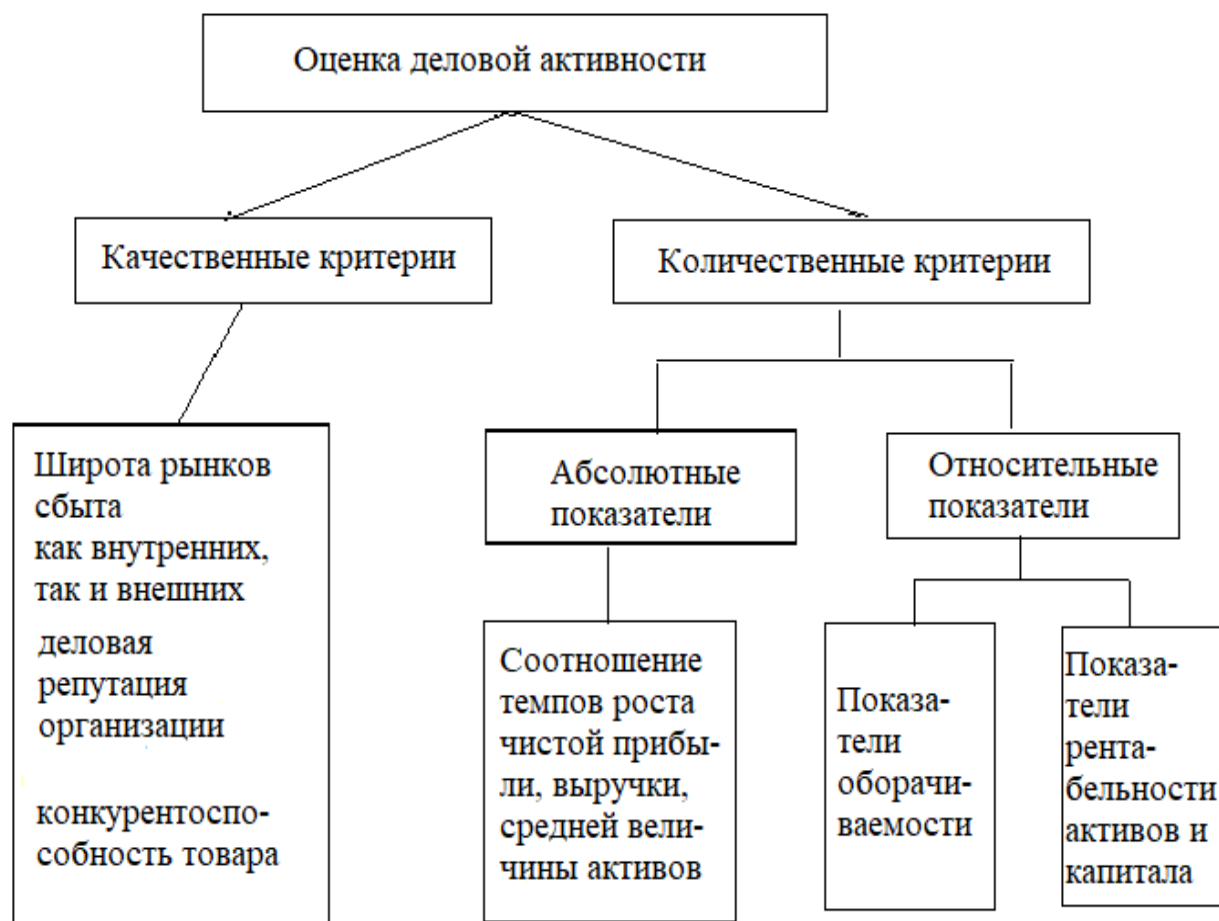 Оценка деловой активности
Качественные критерии
Количественные критерии
Широта рынков
сбыта
как внутренних,
так и внешних
деловая
репутация
организации
конкурентоспо-
собность товара
Абсолютные
показатели
Относительные
показатели
Соотношение
темпов роста
чистой прибы-
ли, выручки,
средней вели-
чины активов
Показа-
тели
оборачи-
ваемости
Показа-
тели
рента-
бельности
активов и
капитала